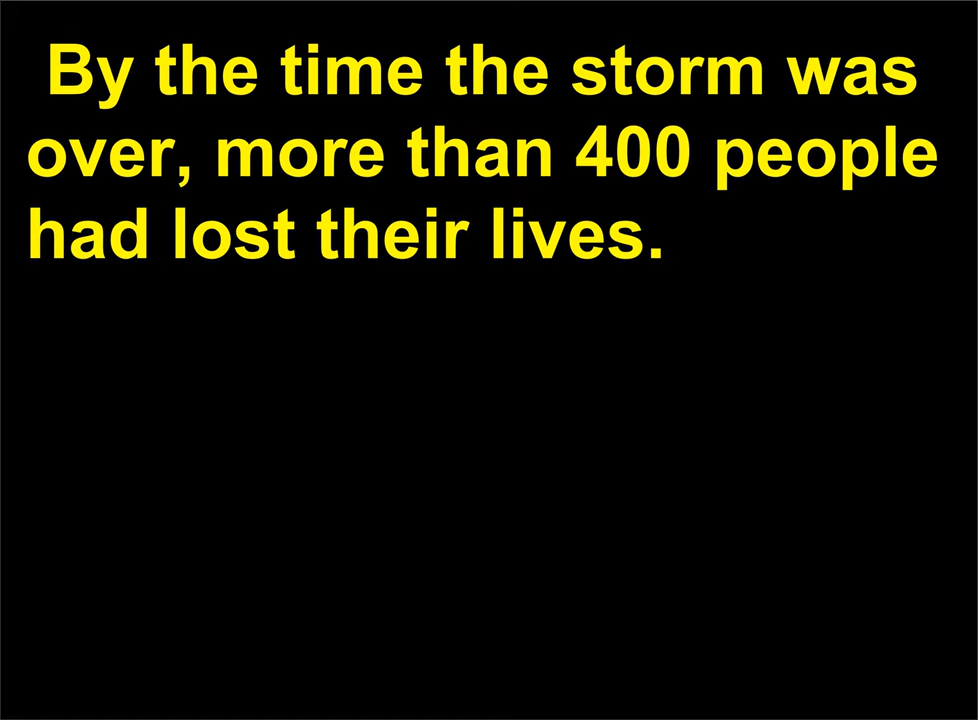 By the time the storm was
over, more than 400 people
had lost their lives.